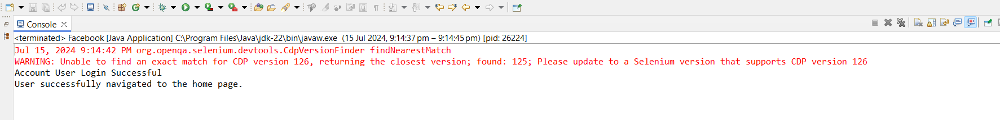 Console
<terminated> Facebook [Java Application] C:\Program Files\Java\jdk-22\bin\javaw.exe (15 Jul 2024, 9:14:37 pm – 9:14:45 pm) [pid: 26224]
Jul 15, 2024 9:14:42 PM org.openqa.selenium.devtools.CdpVersionFinder findNearestMatch
WARNING: Unable to find an exact match for CDP version 126, returning the closest version; found: 125; Please update to a Selenium version that supports CDP version 126
Account User Login Successful
User successfully navigated to the home page.